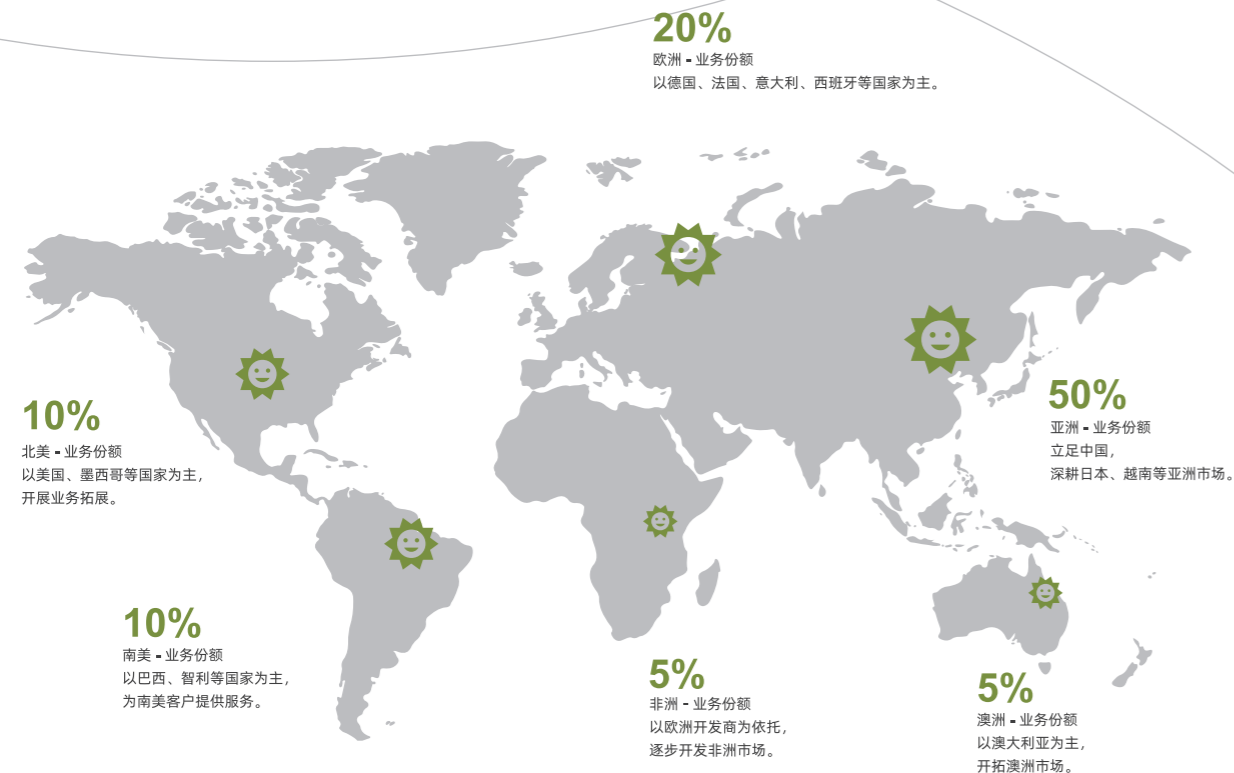 20%
欧洲 - 业务份额
以德国、法国、意大利、西班牙等国家为主。
50%
亚洲 - 业务份额
立足中国，
深耕日本、越南等亚洲市场。
10%
北美 - 业务份额
以美国、墨西哥等国家为主，
开展业务拓展。
10%
南美 - 业务份额
以巴西、智利等国家为主，
为南美客户提供服务。
5%
非洲 - 业务份额
以欧洲开发商为依托，
逐步开发非洲市场。
5%
澳洲 - 业务份额
以澳大利亚为主，
开拓澳洲市场。